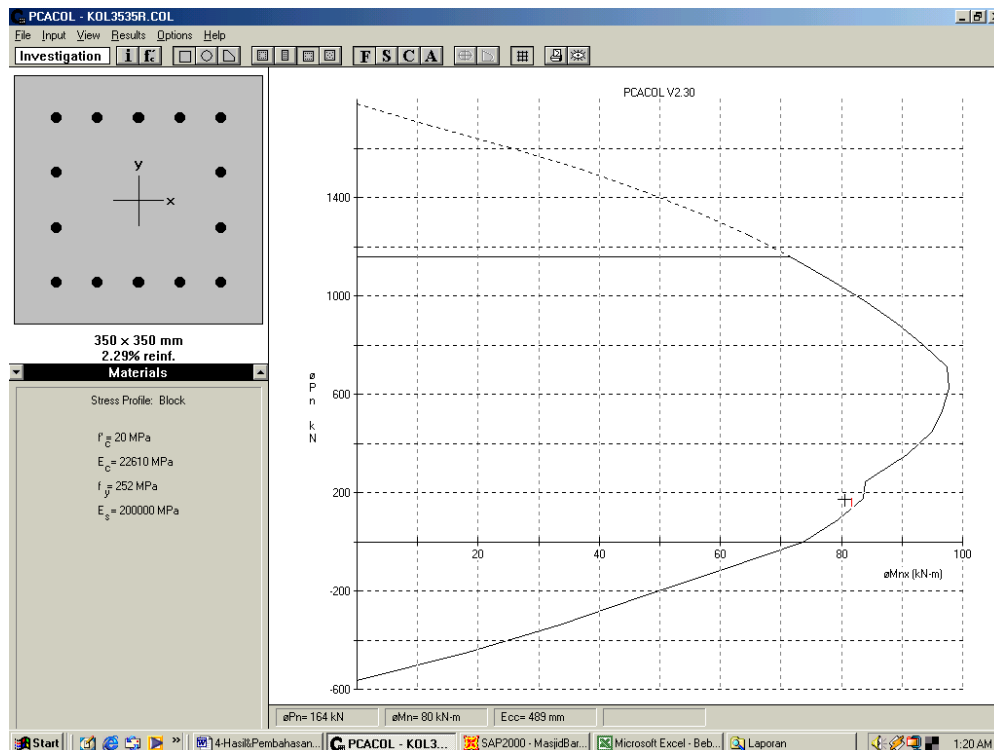 PCACOL - KOL3535R.COL
File Input View Results Options Help
Investigation i f'c F S C A
PCACOL V2.30
y
x
350 x 350 mm
2.29% reinf.
Materials
Stress Profile: Block
f'c = 20 MPa
Ec = 22610 MPa
fy = 252 MPa
Es = 200000 MPa
øPn kN
1400
1000
600
200
-200
-600
20 40 60 80 100
øMnx (kN-m)
1
øPn= 164 kN øMn= 80 kN-m Ecc= 489 mm
Start » 4-Hasil&Pembahasan... PCACOL - KOL3... SAP2000 - MasjidBar... Microsoft Excel - Beb... Laporan 1:20 AM